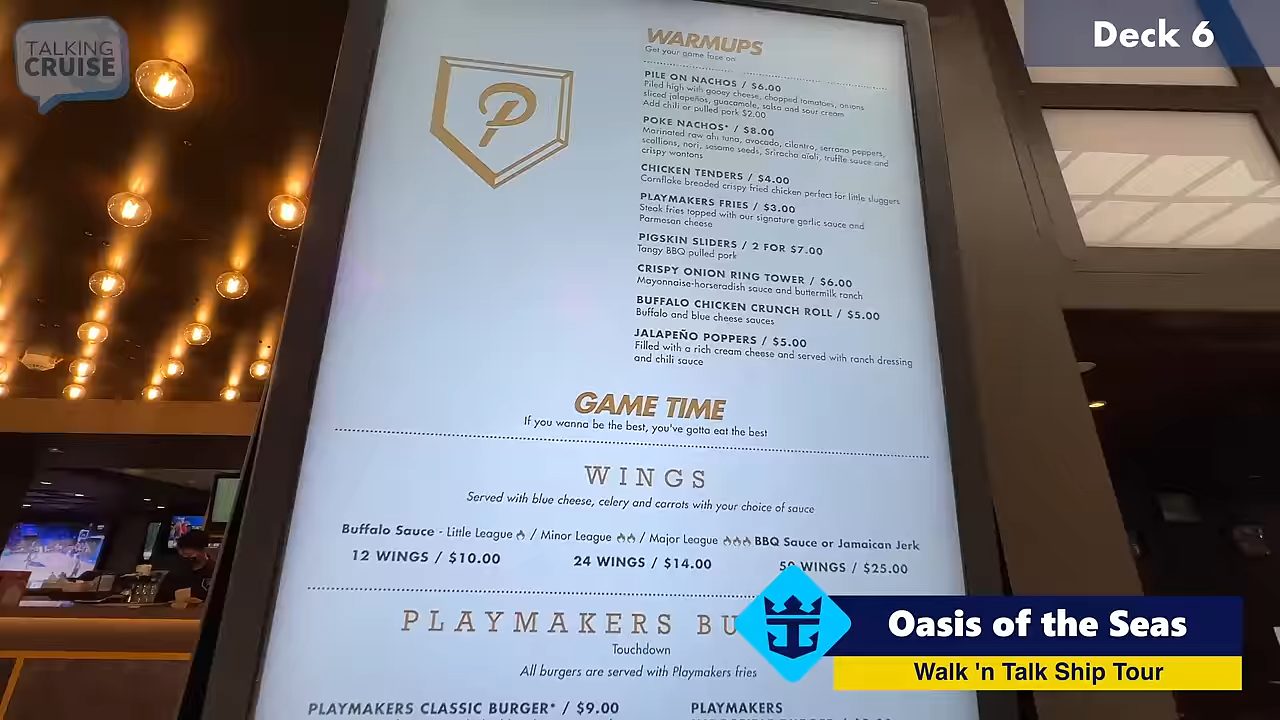 TALKING
CRUISE
Deck 6
P
WARMUPS
Get your game face on
PILE ON NACHOS / $6.00
Piled high with gooey cheese, chopped tomatoes, onions
sliced jalapeños, guacamole, salsa and sour cream
Add chili or pulled pork $2.00
POKE NACHOS* / $8.00
Marinated raw ahi tuna, avocado, cilantro, serrano peppers,
scallions, nori, sesame seeds, Sriracha aioli, truffle sauce and
crispy wontons
CHICKEN TENDERS / $4.00
Cornflake breaded crispy fried chicken perfect for little sluggers
PLAYMAKERS FRIES / $3.00
Steak fries topped with our signature garlic sauce and
Parmesan cheese
PIGSKIN SLIDERS / 2 FOR $7.00
Tangy BBQ pulled pork
CRISPY ONION RING TOWER / $6.00
Mayonnaise-horseradish sauce and buttermilk ranch
BUFFALO CHICKEN CRUNCH ROLL / $5.00
Buffalo and blue cheese sauces
JALAPEÑO POPPERS / $5.00
Filled with a rich cream cheese and served with ranch dressing
and chili sauce
GAME TIME
If you wanna be the best, you've gotta eat the best
WINGS
Served with blue cheese, celery and carrots with your choice of sauce
Buffalo Sauce - Little League / Minor League / Major League BBQ Sauce or Jamaican Jerk
12 WINGS / $10.00 24 WINGS / $14.00 50 WINGS / $25.00
PLAYMAKERS BU
Touchdown
All burgers are served with Playmakers fries
PLAYMAKERS CLASSIC BURGER* / $9.00 PLAYMAKERS
Oasis of the Seas
Walk 'n Talk Ship Tour